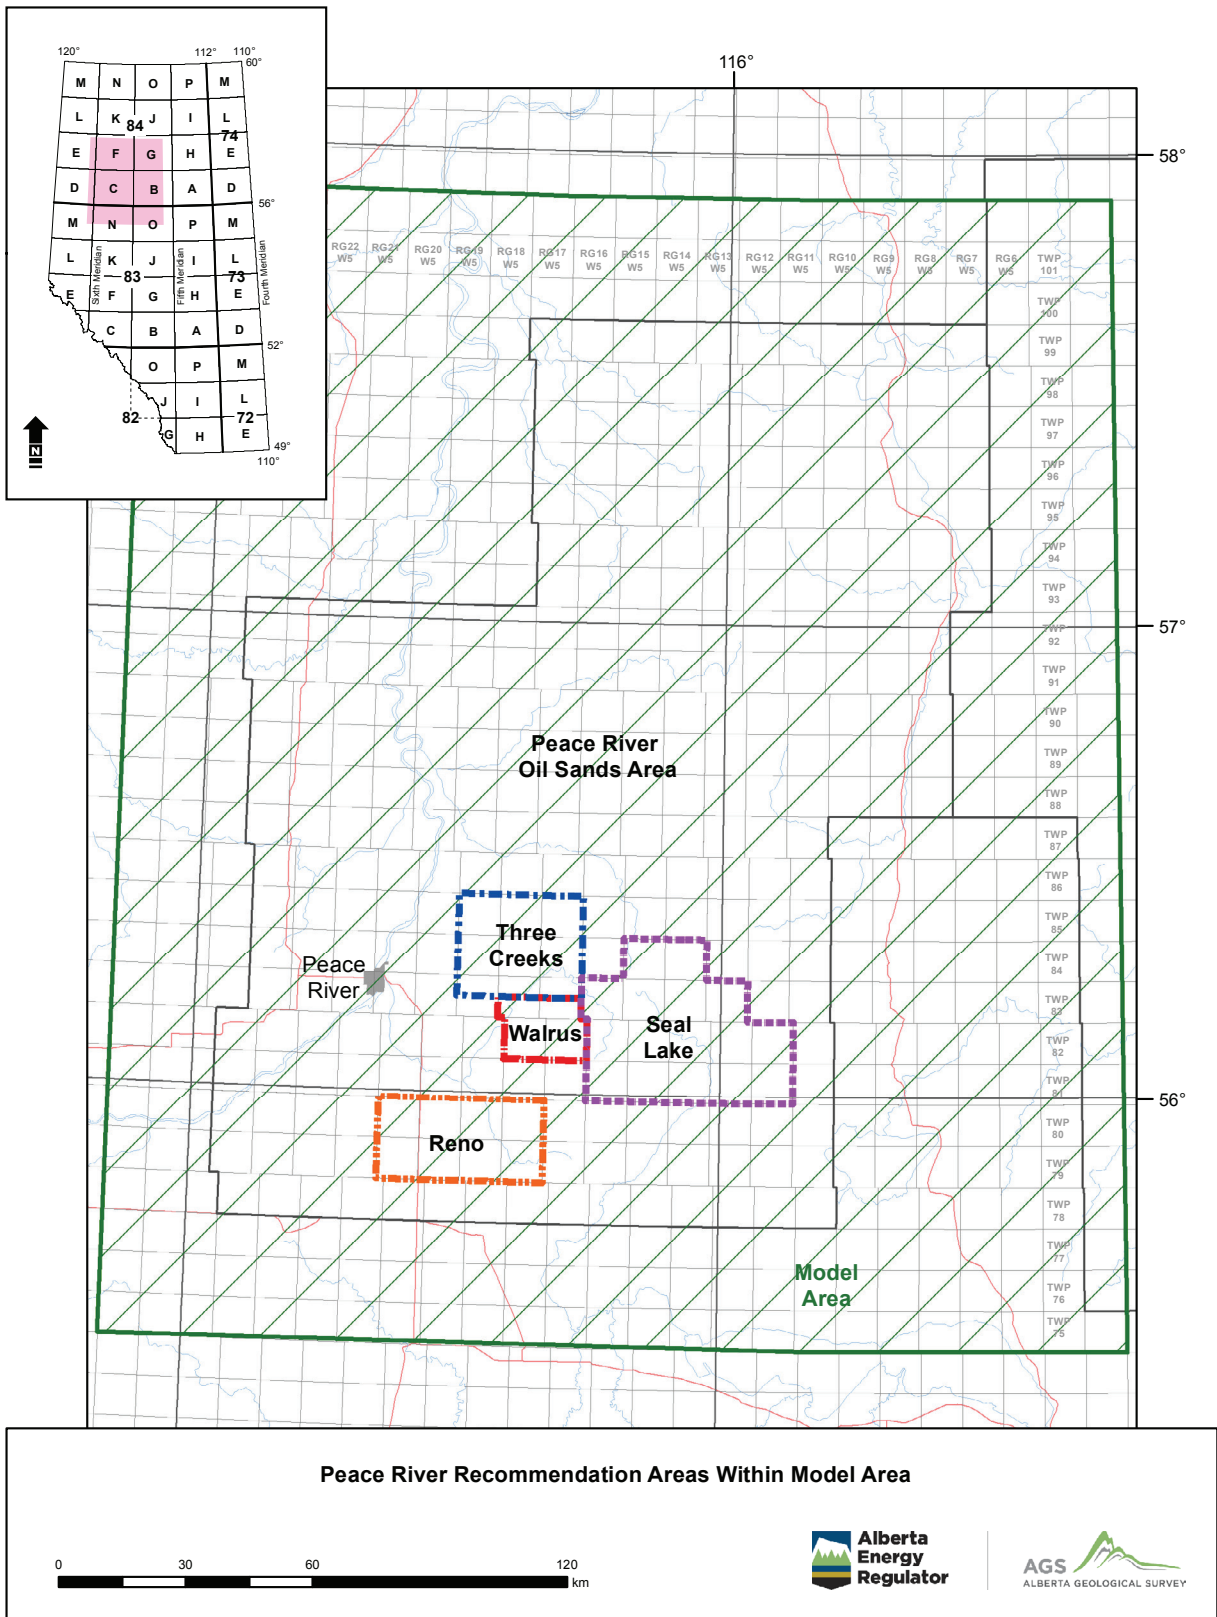 120°
112°
110°
60°
M N O P M
L K J I L
84
74
E F G H E
D C B A D
56°
M N O P M
L K J I L
83
73
Sixth Meridian
Fifth Meridian
Fourth Meridian
E F G H E
C B A D
52°
O P M
J I L
82
72
G H E
49°
110°
N
116°
58°
57°
56°
RG22 W5
RG21 W5
RG20 W5
RG19 W5
RG18 W5
RG17 W5
RG16 W5
RG15 W5
RG14 W5
RG13 W5
RG12 W5
RG11 W5
RG10 W5
RG9 W5
RG8 W5
RG7 W5
RG6 W5
TWP 101
TWP 100
TWP 99
TWP 98
TWP 97
TWP 96
TWP 95
TWP 94
TWP 93
TWP 92
TWP 91
TWP 90
TWP 89
TWP 88
TWP 87
TWP 86
TWP 85
TWP 84
TWP 83
TWP 82
TWP 81
TWP 80
TWP 79
TWP 78
TWP 77
TWP 76
TWP 75
Peace River
Oil Sands Area
Three
Creeks
Peace
River
Walrus
Seal
Lake
Reno
Model
Area
Peace River Recommendation Areas Within Model Area
0 30 60 120
km
Alberta
Energy
Regulator
AGS
ALBERTA GEOLOGICAL SURVEY